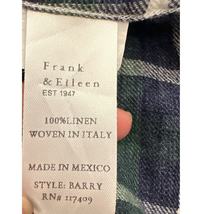 Frank
& Eileen
EST 1947
100%LINEN
WOVEN IN ITALY
MADE IN MEXICO
STYLE: BARRY
RN# 117409